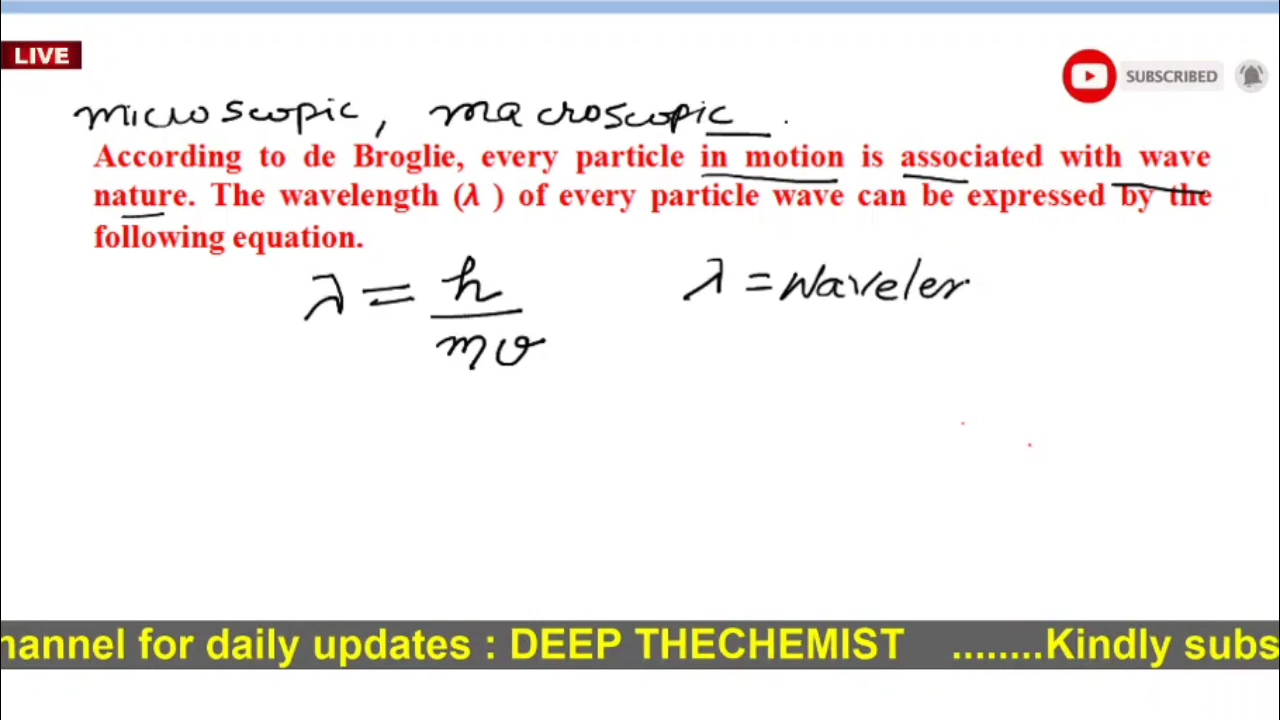 LIVE
SUBSCRIBED
microscopic, macroscopic.
According to de Broglie, every particle in motion is associated with wave
nature. The wavelength (λ ) of every particle wave can be expressed by the
following equation.
λ = h / mv    λ = waveler
hannel for daily updates : DEEP THECHEMIST ........Kindly subs